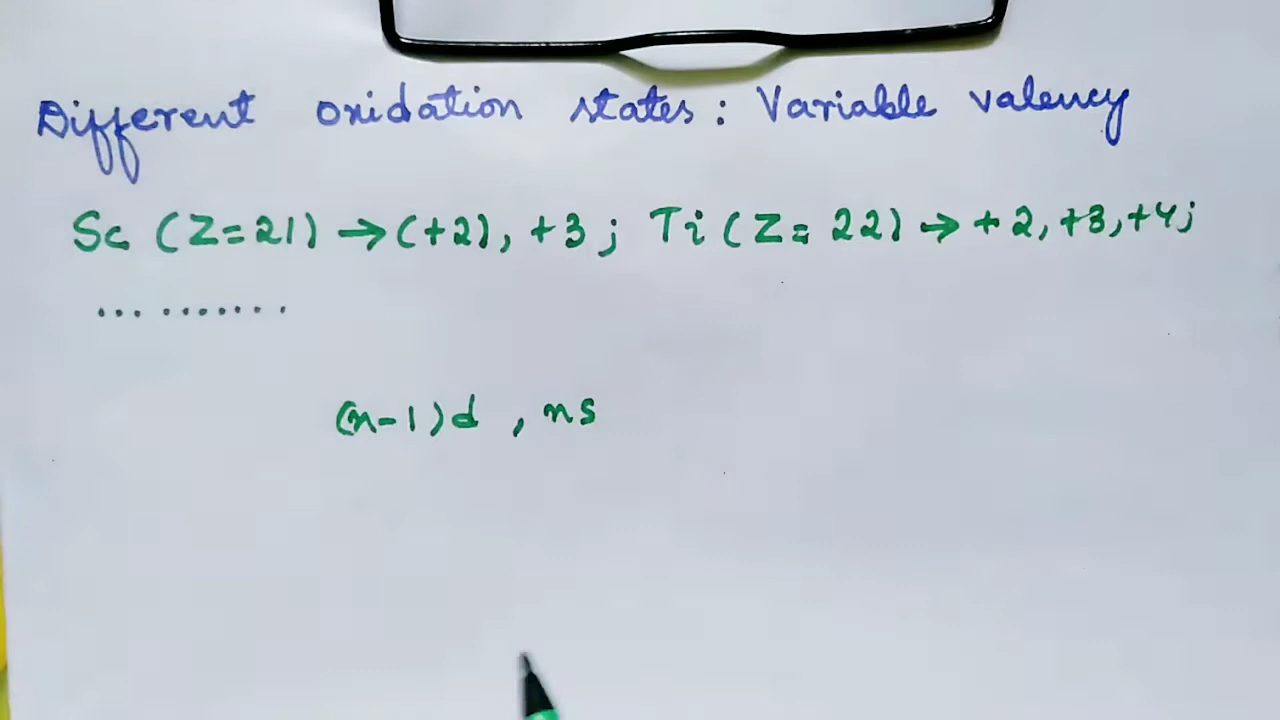 Different oxidation states: Variable valency
Sc (Z=21) → (+2), +3; Ti (Z=22) → +2, +3, +4;
... .......
(n-1)d , ns